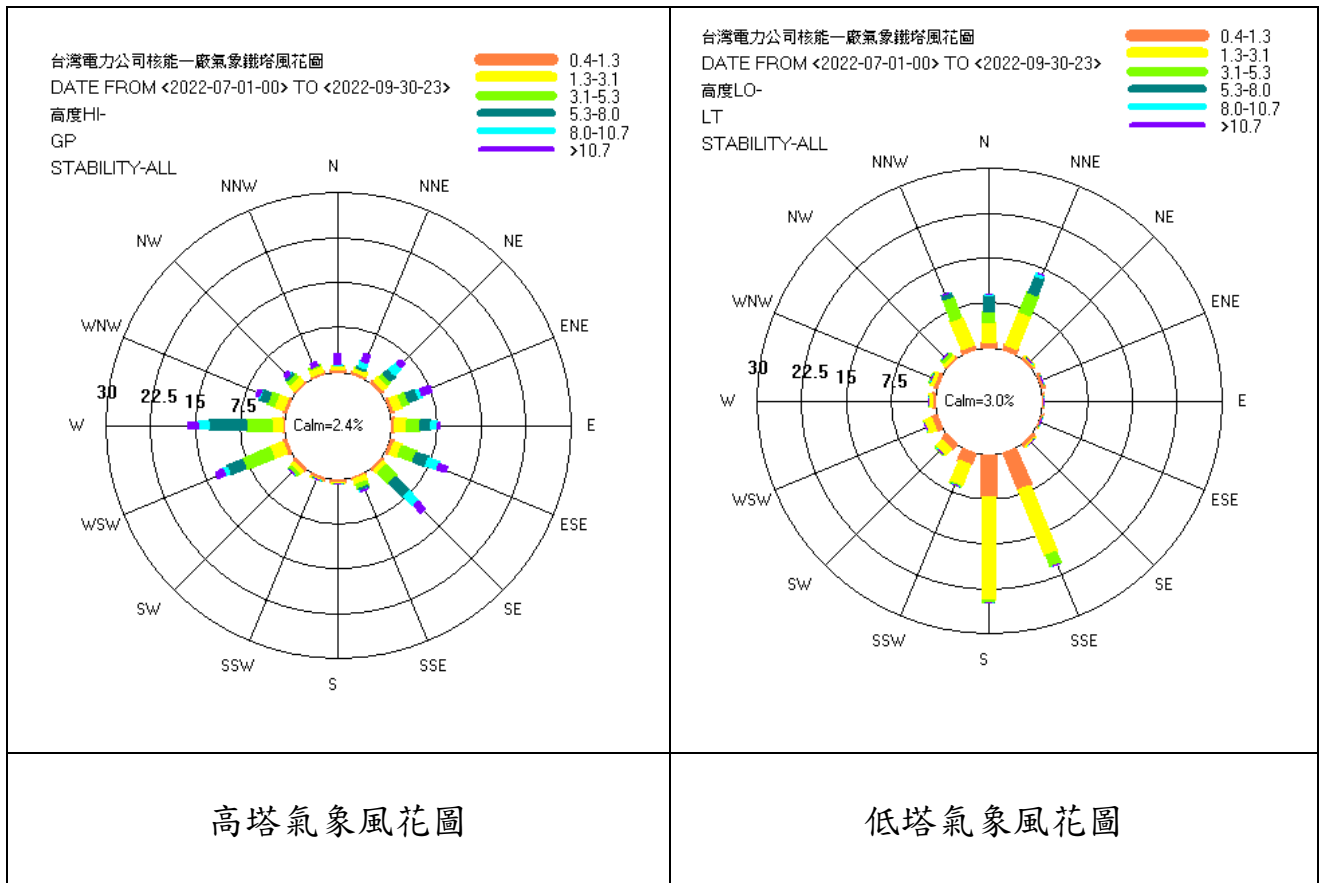 台灣電力公司核能一廠氣象鐵塔風花圖
DATE FROM <2022-07-01-00> TO <2022-09-30-23>
高度HI-
GP
STABILITY-ALL
0.4-1.3
1.3-3.1
3.1-5.3
5.3-8.0
8.0-10.7
>10.7
N
NNW
NNE
NW
NE
WNW
ENE
30
22.5
15
7.5
Calm=2.4%
W
E
WSW
ESE
SW
SE
SSW
SSE
S
台灣電力公司核能一廠氣象鐵塔風花圖
DATE FROM <2022-07-01-00> TO <2022-09-30-23>
高度LO-
LT
STABILITY-ALL
0.4-1.3
1.3-3.1
3.1-5.3
5.3-8.0
8.0-10.7
>10.7
N
NNW
NNE
NW
NE
WNW
ENE
30
22.5
15
7.5
Calm=3.0%
W
E
WSW
ESE
SW
SE
SSW
SSE
S
高塔氣象風花圖
低塔氣象風花圖